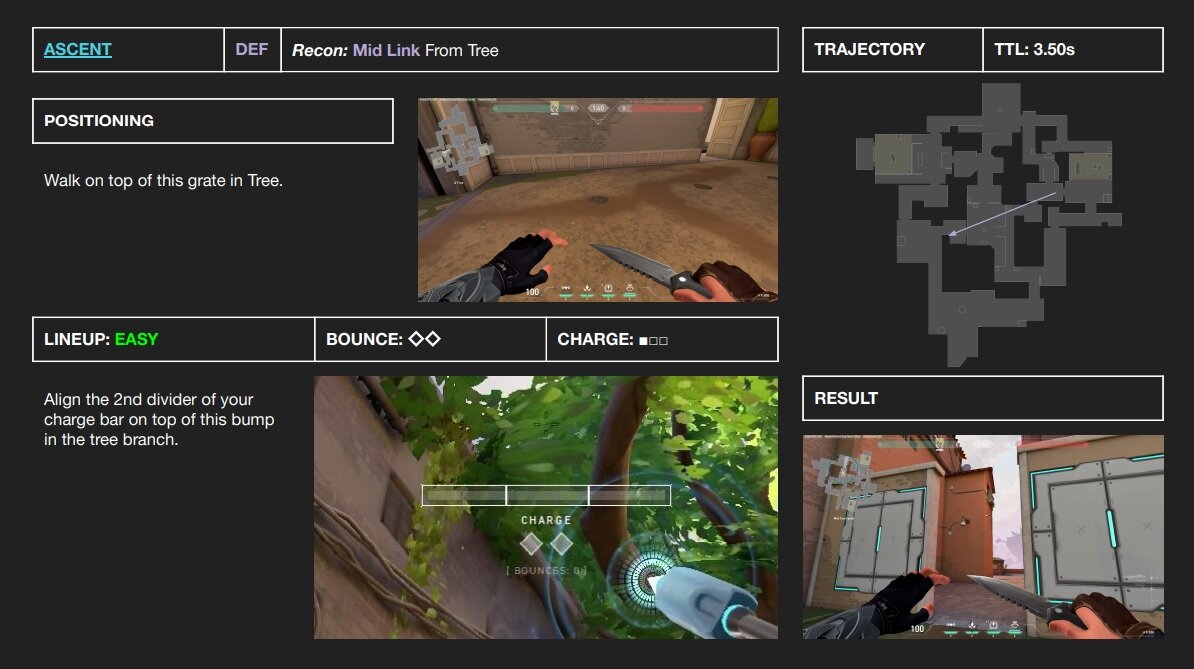 ASCENT
DEF
Recon: Mid Link From Tree
TRAJECTORY
TTL: 3.50s
POSITIONING
Walk on top of this grate in Tree.
1:40
100
LINEUP: EASY
BOUNCE: ◇◇
CHARGE: ■□□
Align the 2nd divider of your
charge bar on top of this bump
in the tree branch.
CHARGE
[ BOUNCES: 0 ]
RESULT
100